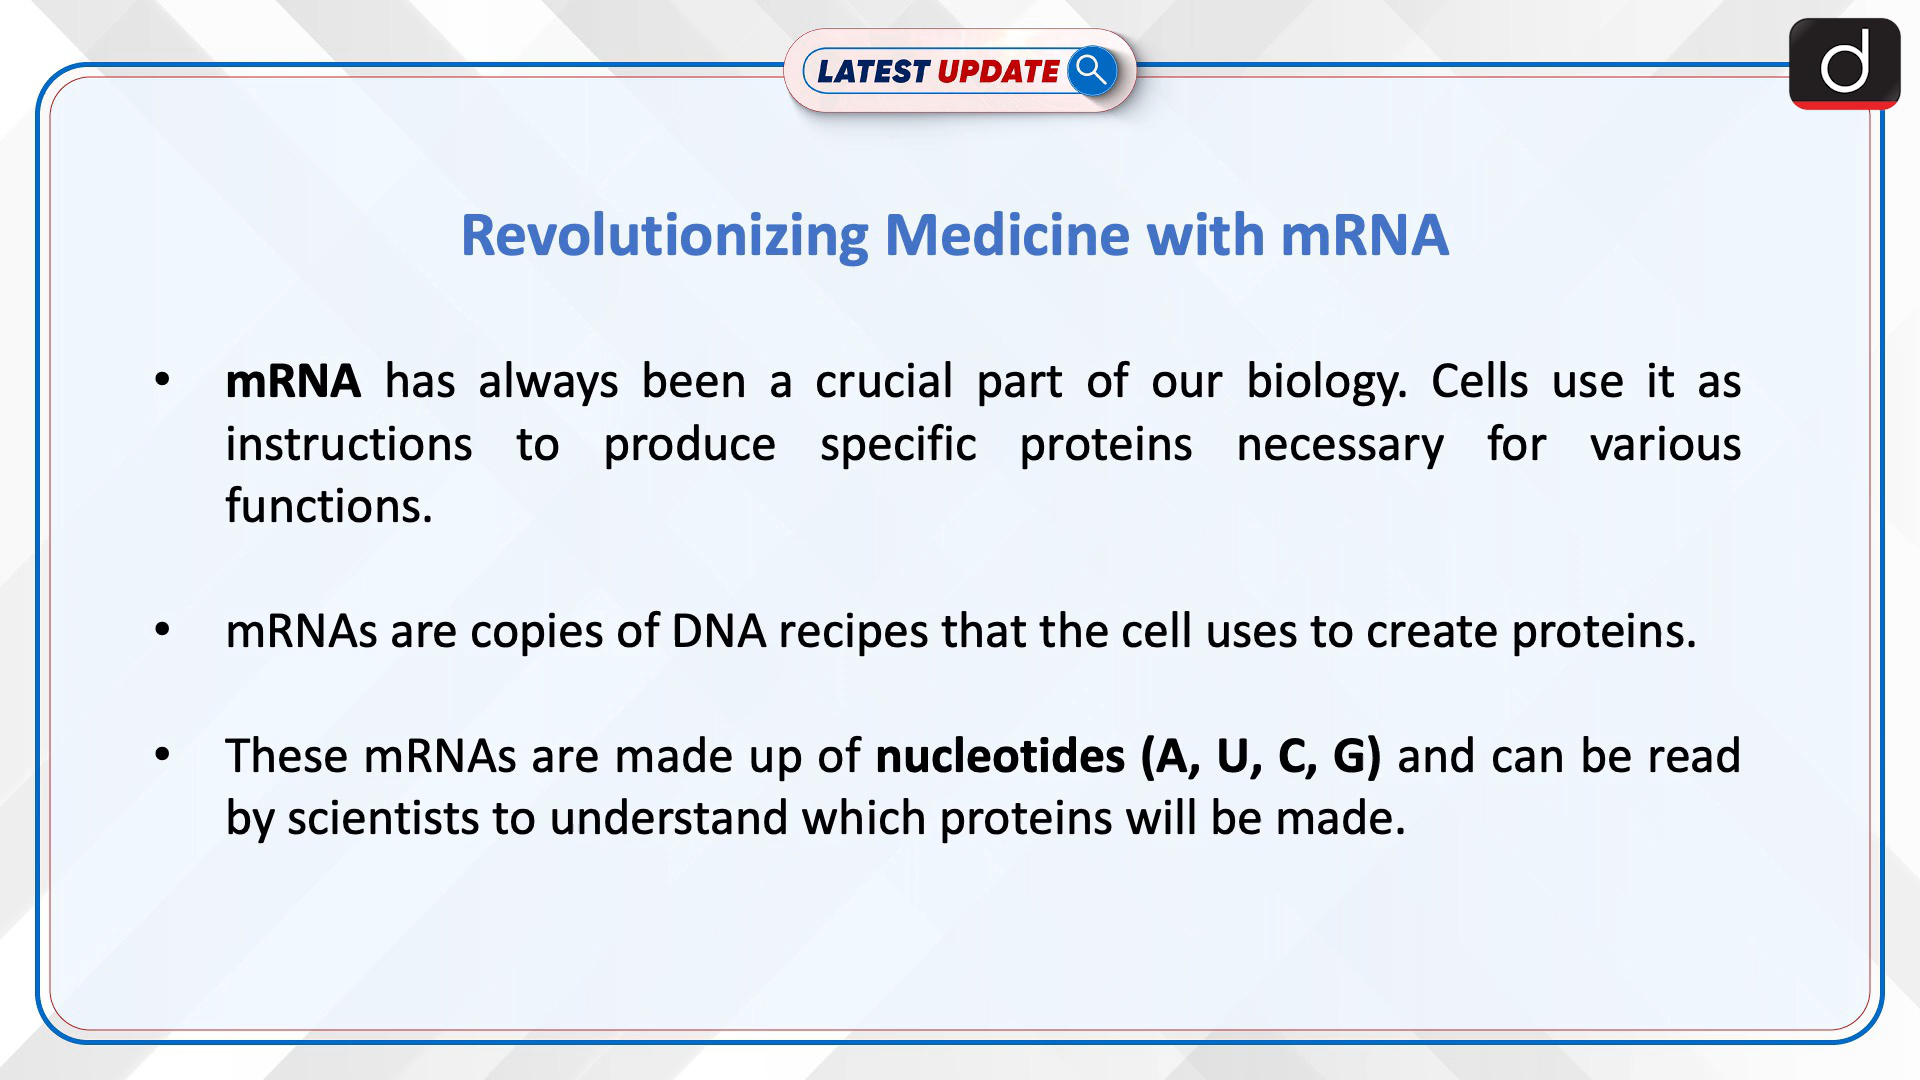 LATEST UPDATE
d
Revolutionizing Medicine with mRNA
• mRNA has always been a crucial part of our biology. Cells use it as
instructions to produce specific proteins necessary for various
functions.
• mRNAs are copies of DNA recipes that the cell uses to create proteins.
• These mRNAs are made up of nucleotides (A, U, C, G) and can be read
by scientists to understand which proteins will be made.